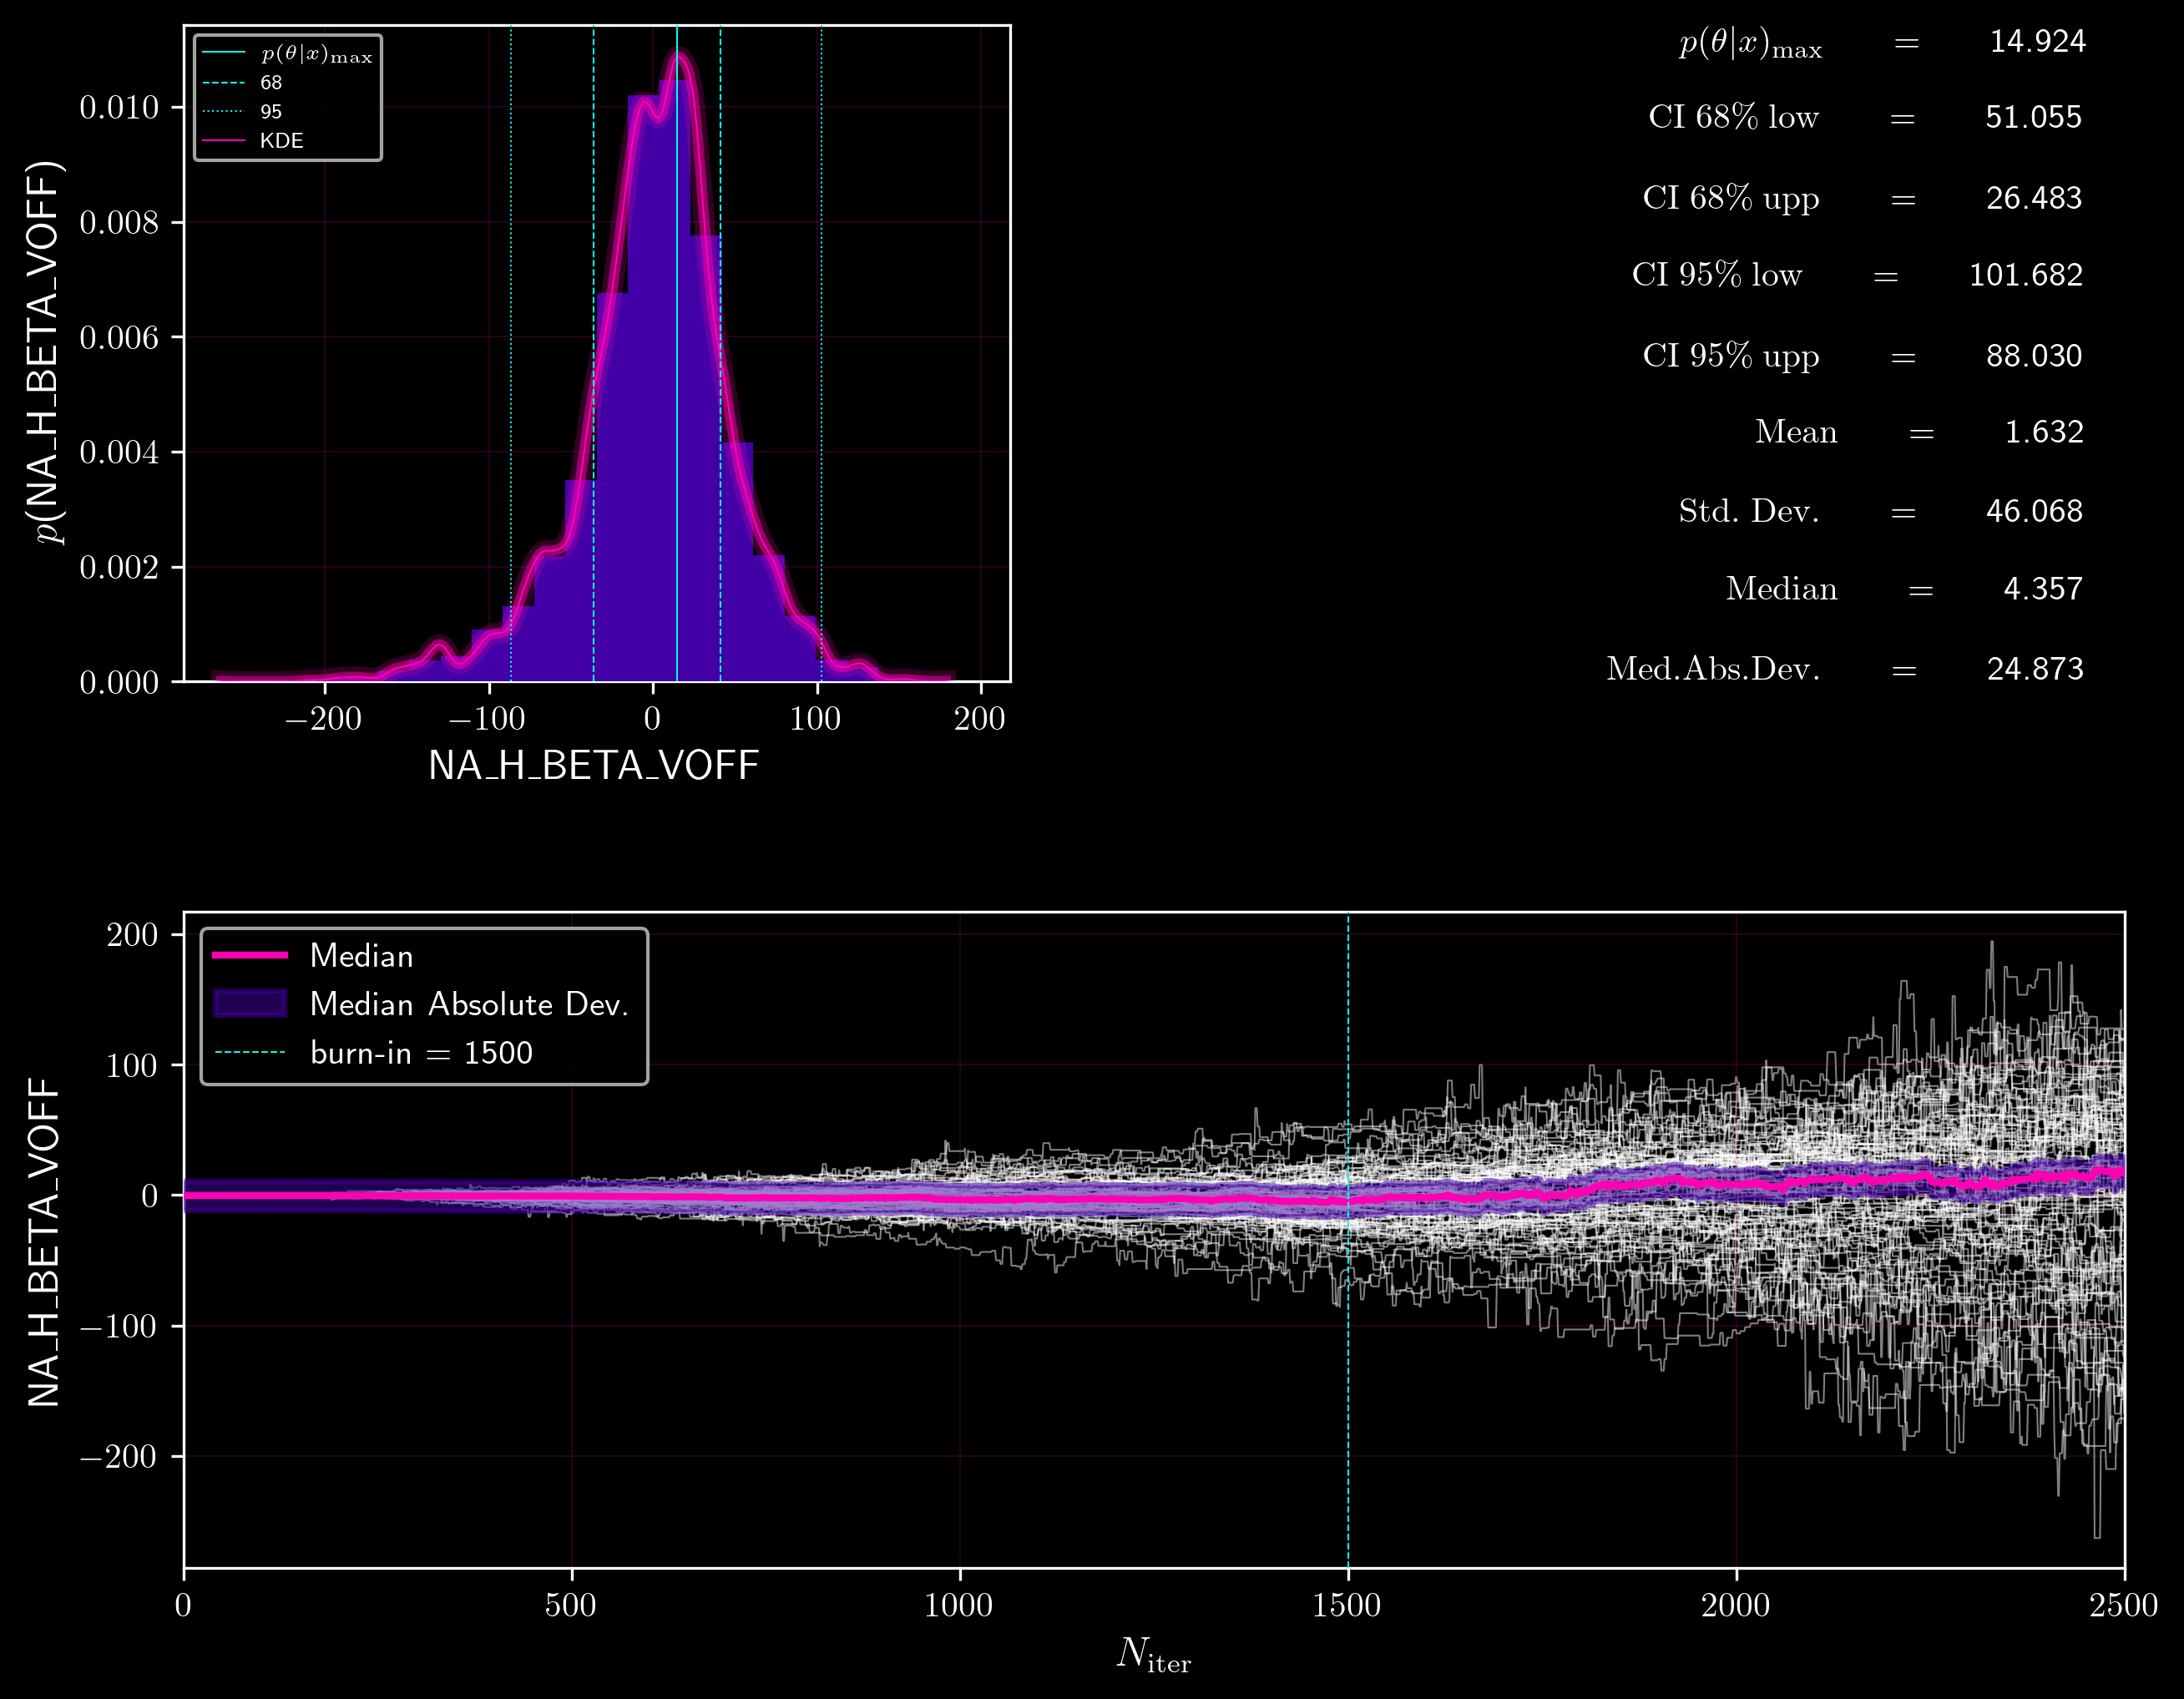 p(θ|x)max
68
95
KDE
p(NA_H_BETA_VOFF)
0.010
0.008
0.006
0.004
0.002
0.000
−200 −100 0 100 200
NA_H_BETA_VOFF
p(θ|x)max = 14.924
CI 68% low = 51.055
CI 68% upp = 26.483
CI 95% low = 101.682
CI 95% upp = 88.030
Mean = 1.632
Std. Dev. = 46.068
Median = 4.357
Med.Abs.Dev. = 24.873
Median
Median Absolute Dev.
burn-in = 1500
NA_H_BETA_VOFF
200
100
0
−100
−200
0 500 1000 1500 2000 2500
Niter